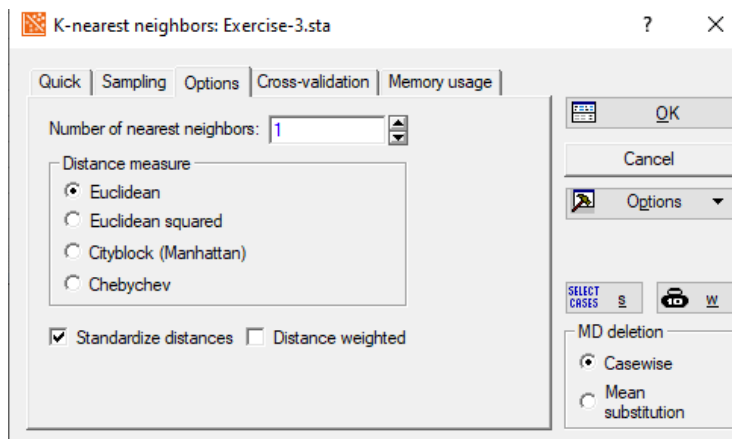 K-nearest neighbors: Exercise-3.sta
?
Quick
Sampling
Options
Cross-validation
Memory usage
Number of nearest neighbors:
1
Distance measure
Euclidean
Euclidean squared
Cityblock (Manhattan)
Chebychev
Standardize distances
Distance weighted
OK
Cancel
Options
SELECT
CASES
S
W
MD deletion
Casewise
Mean
substitution